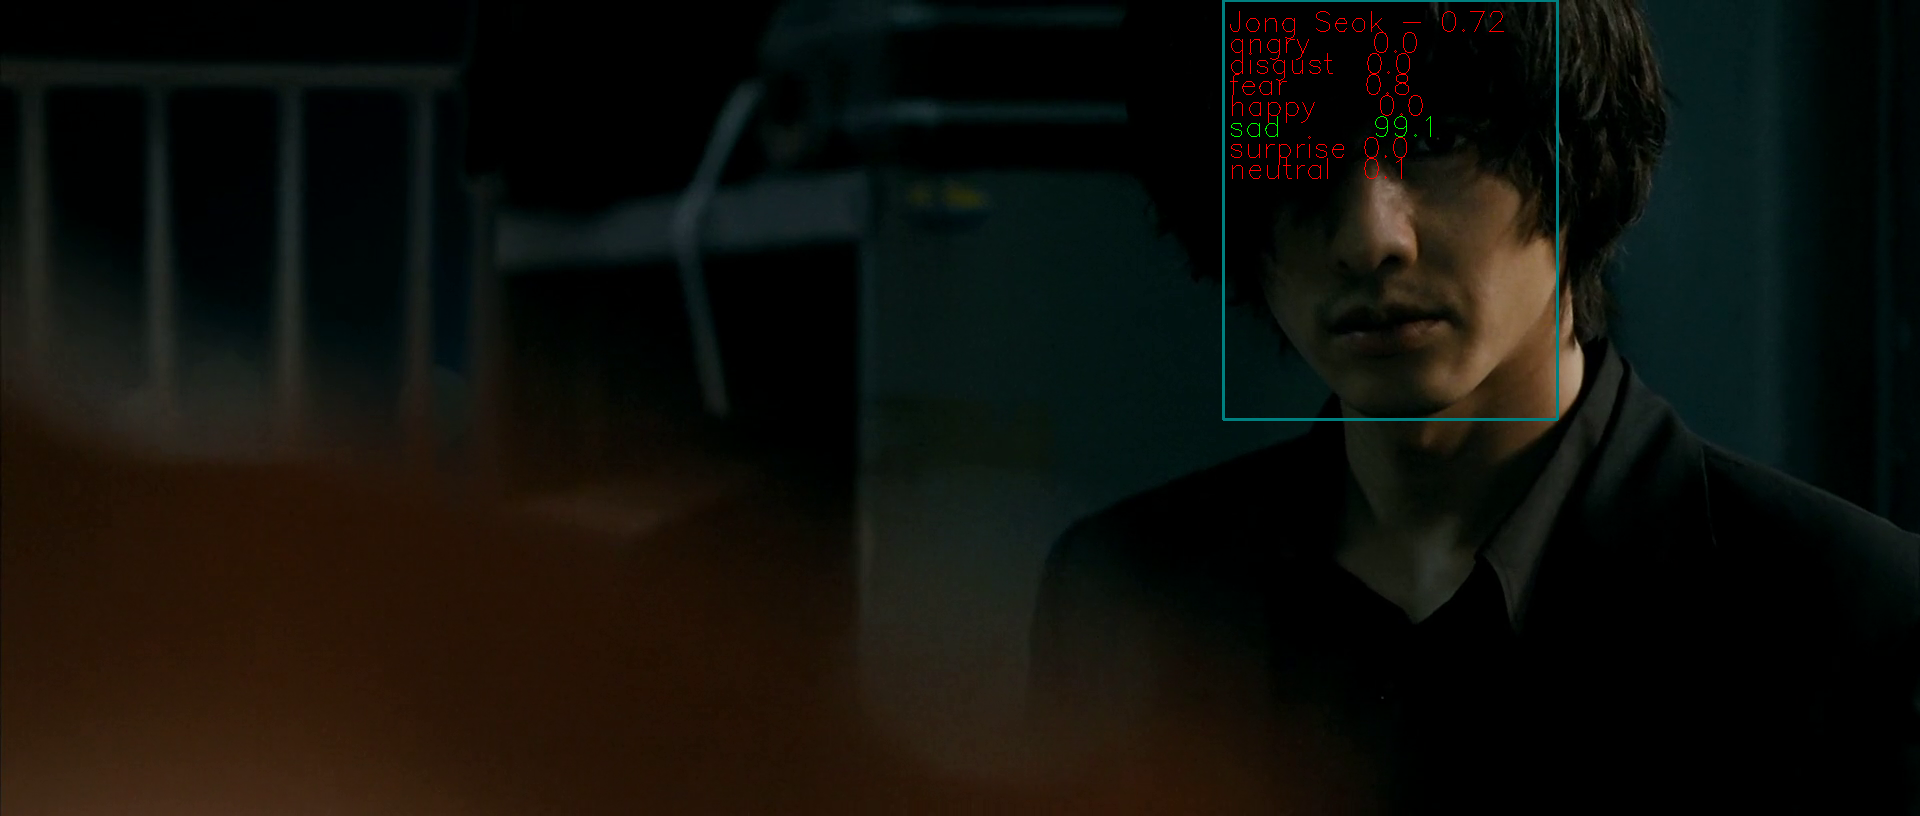 Jong Seok - 0.72
angry 0.0
disgust 0.0
fear 0.8
happy 0.0
sad 99.1
surprise 0.0
neutral 0.1